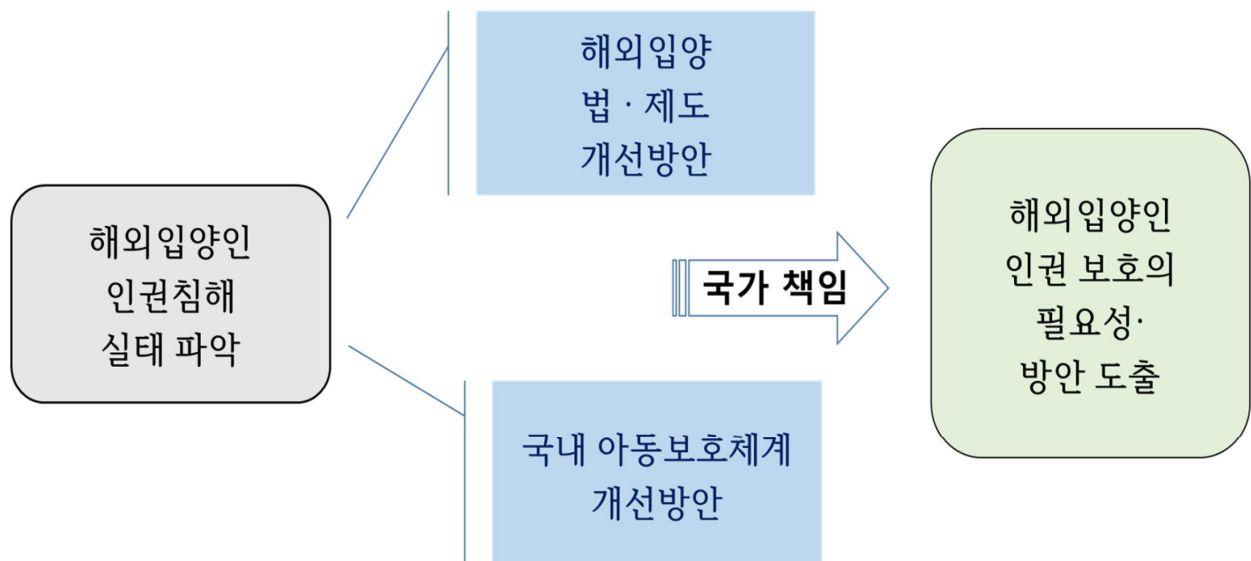 해외입양인
인권침해
실태 파악
해외입양
법 · 제도
개선방안
국내 아동보호체계
개선방안
국가 책임
해외입양인
인권 보호의
필요성·
방안 도출